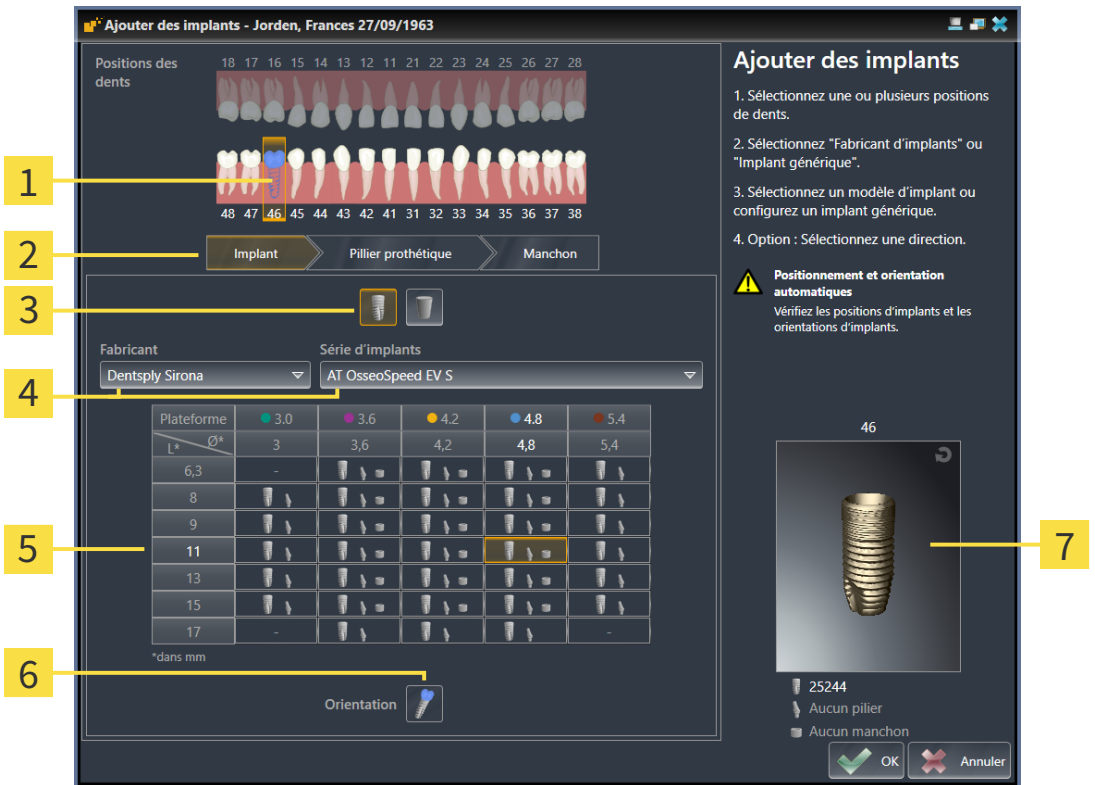 Ajouter des implants - Jorden, Frances 27/09/1963
Positions des
dents
18 17 16 15 14 13 12 11 21 22 23 24 25 26 27 28
1
48 47 46 45 44 43 42 41 31 32 33 34 35 36 37 38
2
Implant
Pillier prothétique
Manchon
3
Fabricant
Série d'implants
Dentsply Sirona
AT OsseoSpeed EV S
4
Plateforme 3.0 3.6 4.2 4.8 5.4
L* Ø* 3 3,6 4,2 4,8 5,4
6,3 -
8
9
5
11
13
15
17 - -
*dans mm
6
Orientation
Ajouter des implants
1. Sélectionnez une ou plusieurs positions
de dents.
2. Sélectionnez "Fabricant d'implants" ou
"Implant générique".
3. Sélectionnez un modèle d'implant ou
configurez un implant générique.
4. Option : Sélectionnez une direction.
Positionnement et orientation
automatiques
Vérifiez les positions d'implants et les
orientations d'implants.
46
7
25244
Aucun pilier
Aucun manchon
OK
Annuler